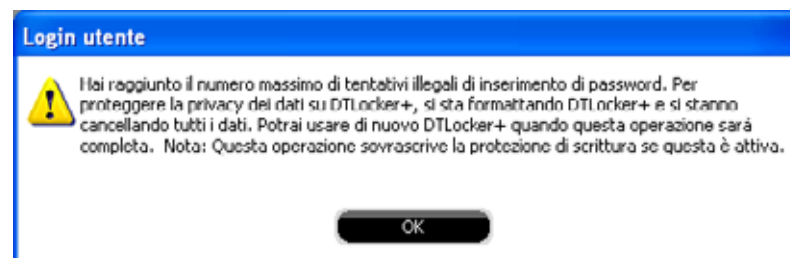 Login utente
Hai raggiunto il numero massimo di tentativi illegali di inserimento di password. Per
proteggere la privacy dei dati su DTLocker+, si sta formattando DTLocker+ e si stanno
cancellando tutti i dati. Potrai usare di nuovo DTLocker+ quando questa operazione sará
completa. Nota: Questa operazione sovrascrive la protezione di scrittura se questa è attiva.
OK